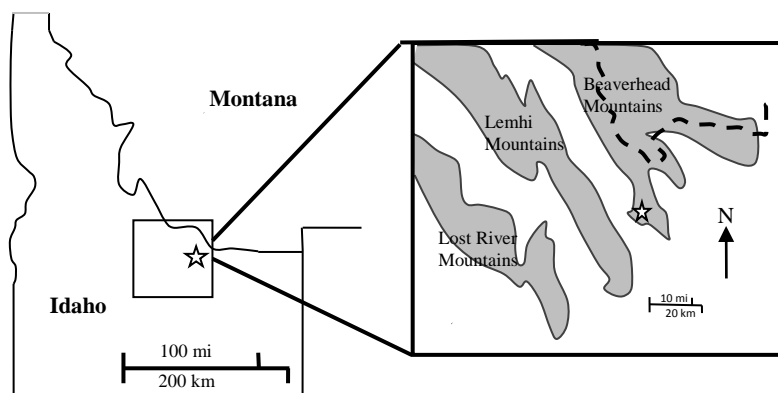 Montana
Idaho
100 mi
200 km
Beaverhead
Mountains
Lemhi
Mountains
Lost River
Mountains
N
10 mi
20 km